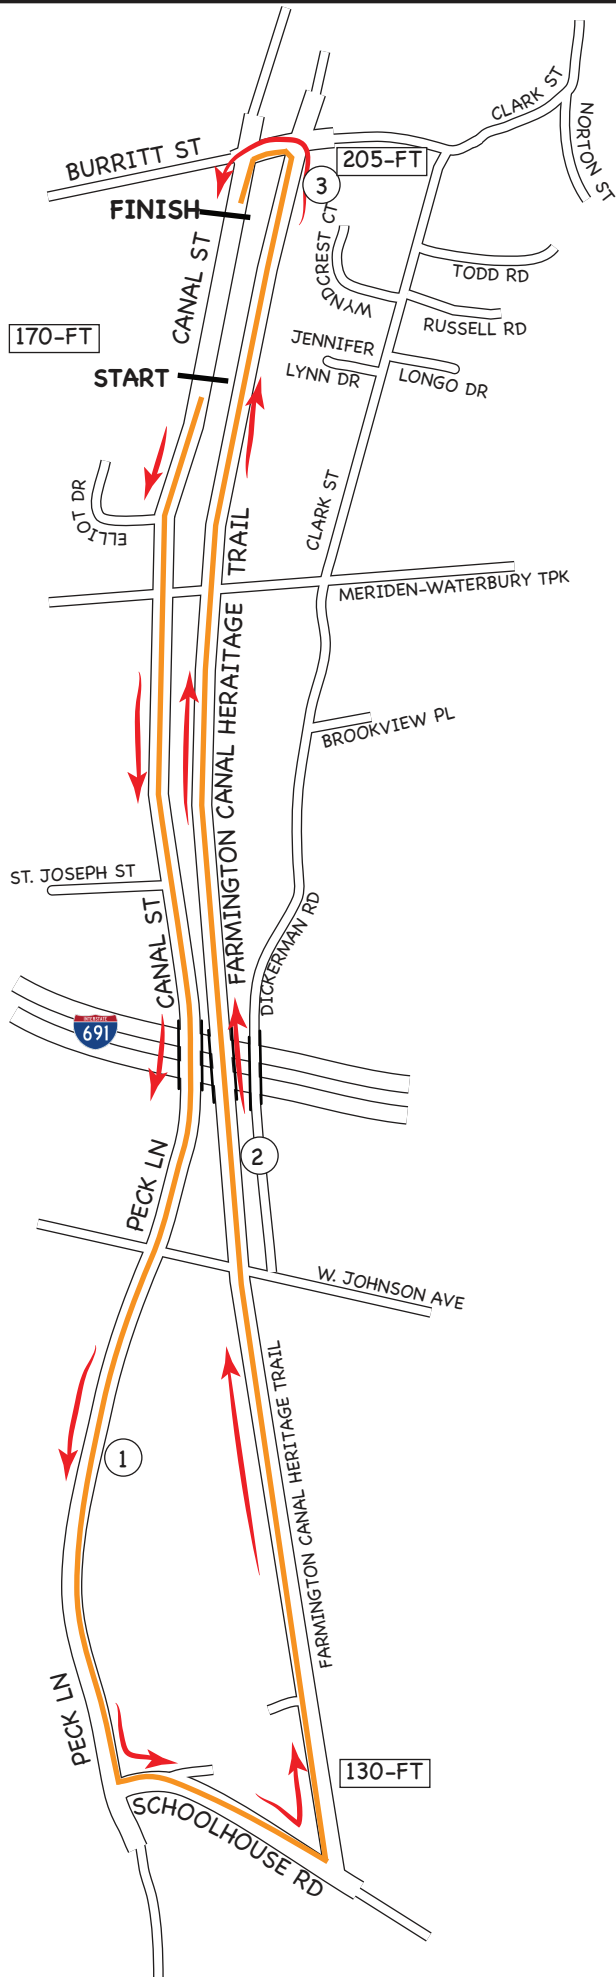 CLARK ST
NORTON ST
BURRITT ST
205-FT
3
FINISH
WYNDCREST CT
CANAL ST
TODD RD
RUSSELL RD
170-FT
JENNIFER
LYNN DR
LONGO DR
START
ELLIOT DR
CLARK ST
MERIDEN-WATERBURY TPK
FARMINGTON CANAL HERAITAGE TRAIL
BROOKVIEW PL
ST. JOSEPH ST
CANAL ST
DICKERMAN RD
INTERSTATE
691
2
PECK LN
W. JOHNSON AVE
FARMINGTON CANAL HERITAGE TRAIL
1
PECK LN
130-FT
SCHOOLHOUSE RD